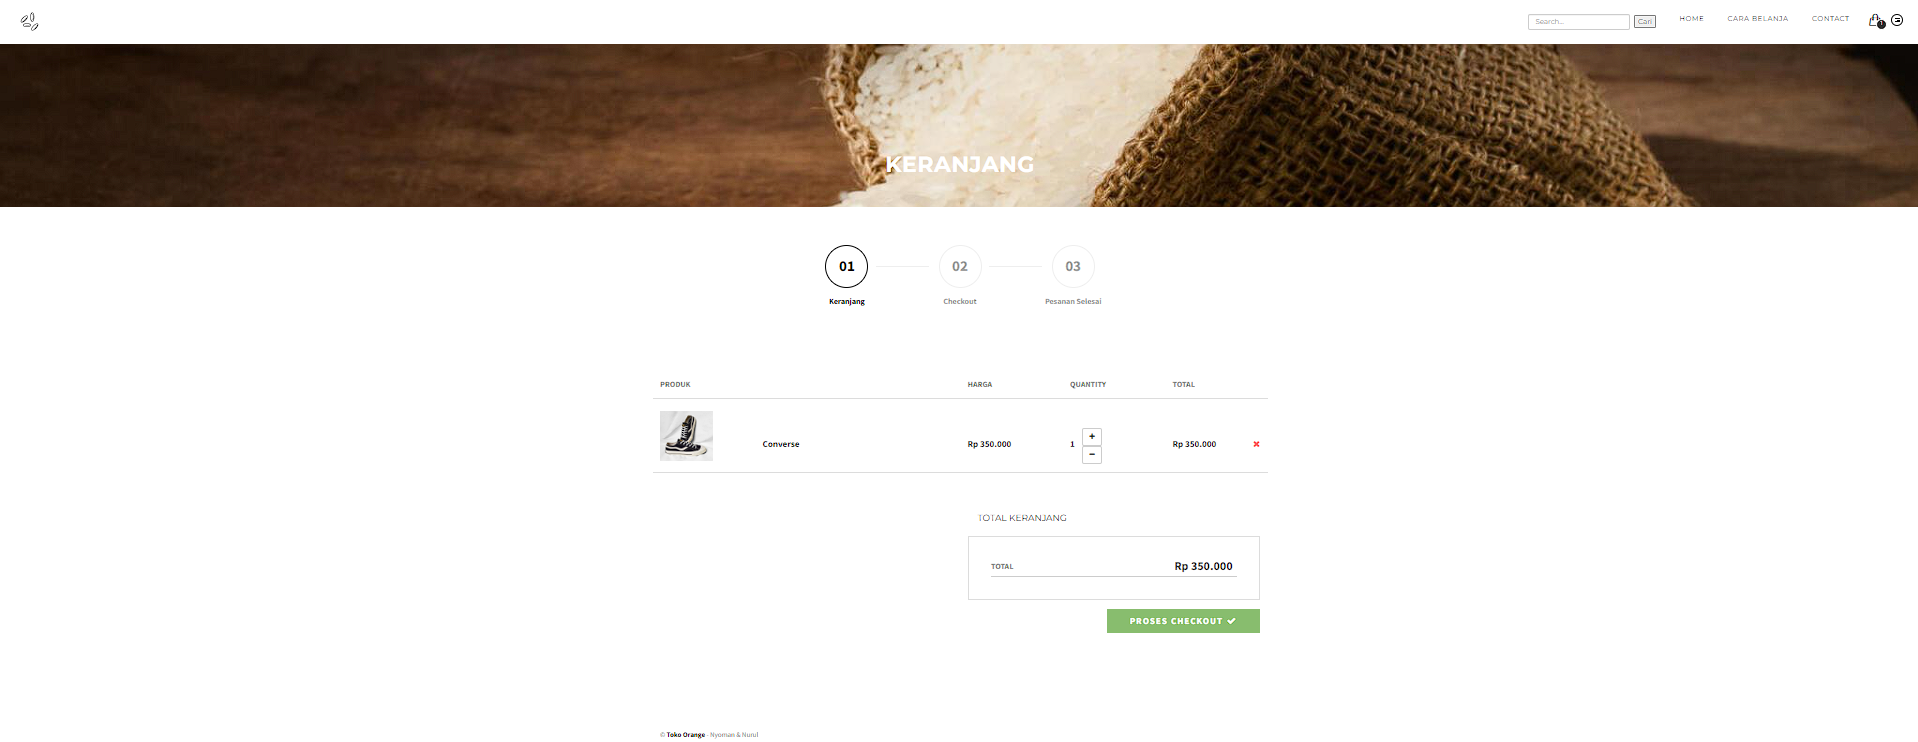 Search... Cari HOME CARA BELANJA CONTACT 1
KERANJANG
01 02 03
Keranjang Checkout Pesanan Selesai
PRODUK HARGA QUANTITY TOTAL
Converse Rp 350.000 1 + − Rp 350.000 ×
TOTAL KERANJANG
TOTAL Rp 350.000
PROSES CHECKOUT ✓
© Toko Orange - Nyoman & Nurul